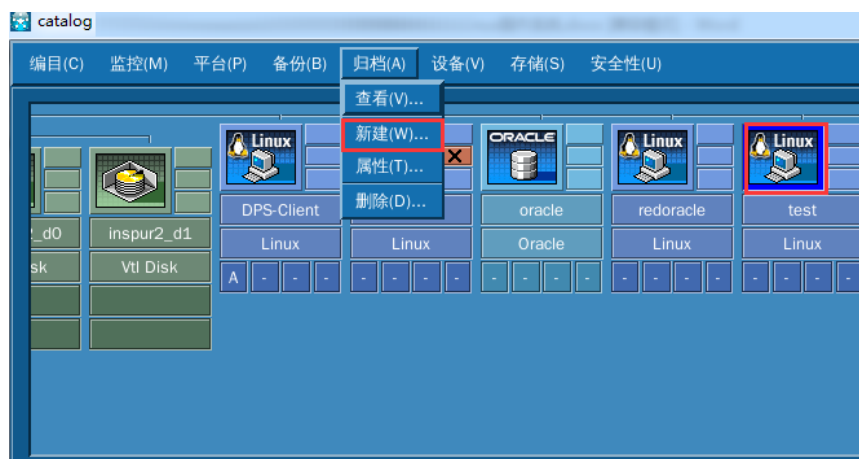 catalog
编目(C) 监控(M) 平台(P) 备份(B) 归档(A) 设备(V) 存储(S) 安全性(U)
查看(V)...
新建(W)...
属性(T)...
删除(D)...
Linux ORACLE Linux Linux
DPS-Client oracle redoracle test
_d0 inspur2_d1 Linux Linux Oracle Linux Linux
sk Vtl Disk A - - - - - - - - - - - - - - - - - - -